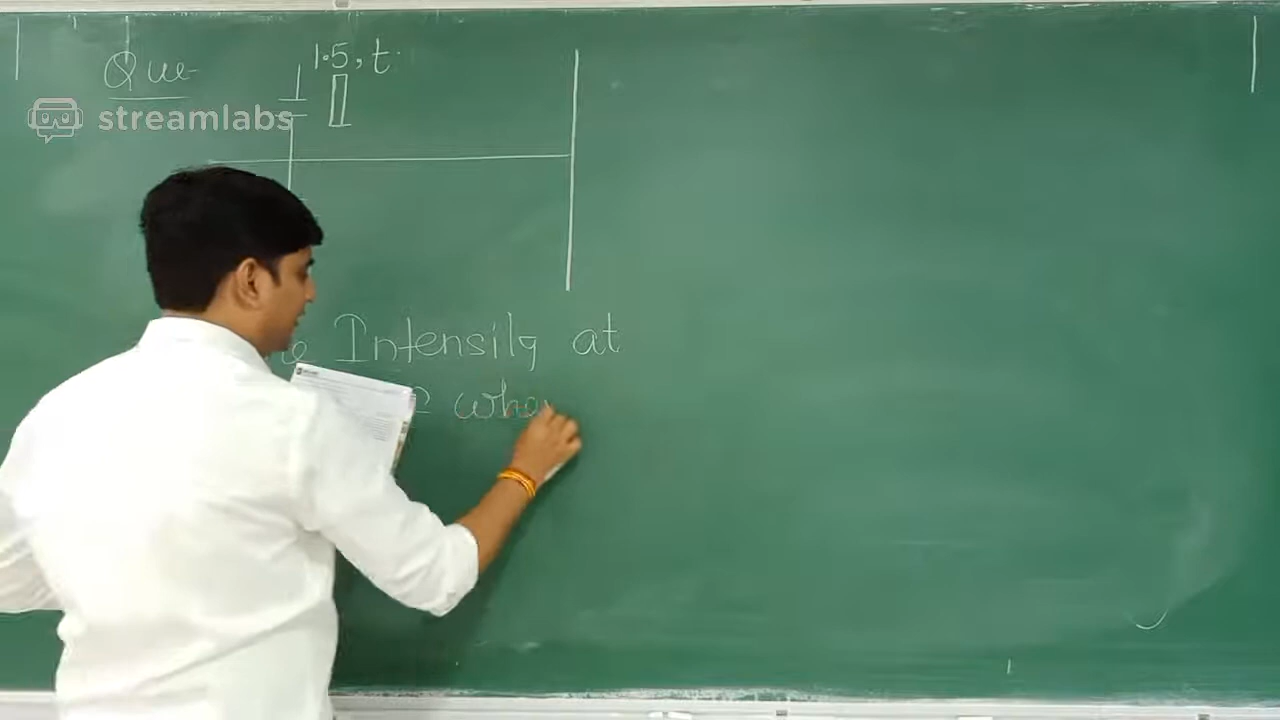 Que
1.5, t.
streamlabs
Intensity at
whe